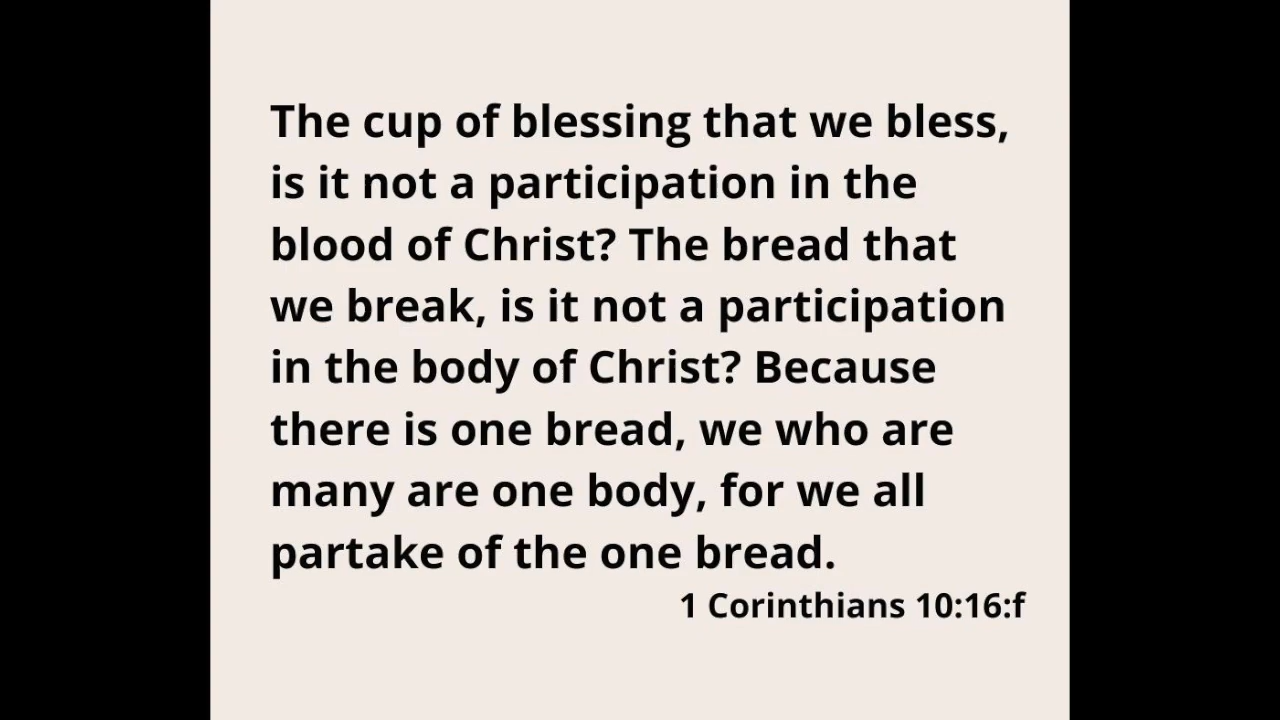 The cup of blessing that we bless,
is it not a participation in the
blood of Christ? The bread that
we break, is it not a participation
in the body of Christ? Because
there is one bread, we who are
many are one body, for we all
partake of the one bread.
1 Corinthians 10:16:f